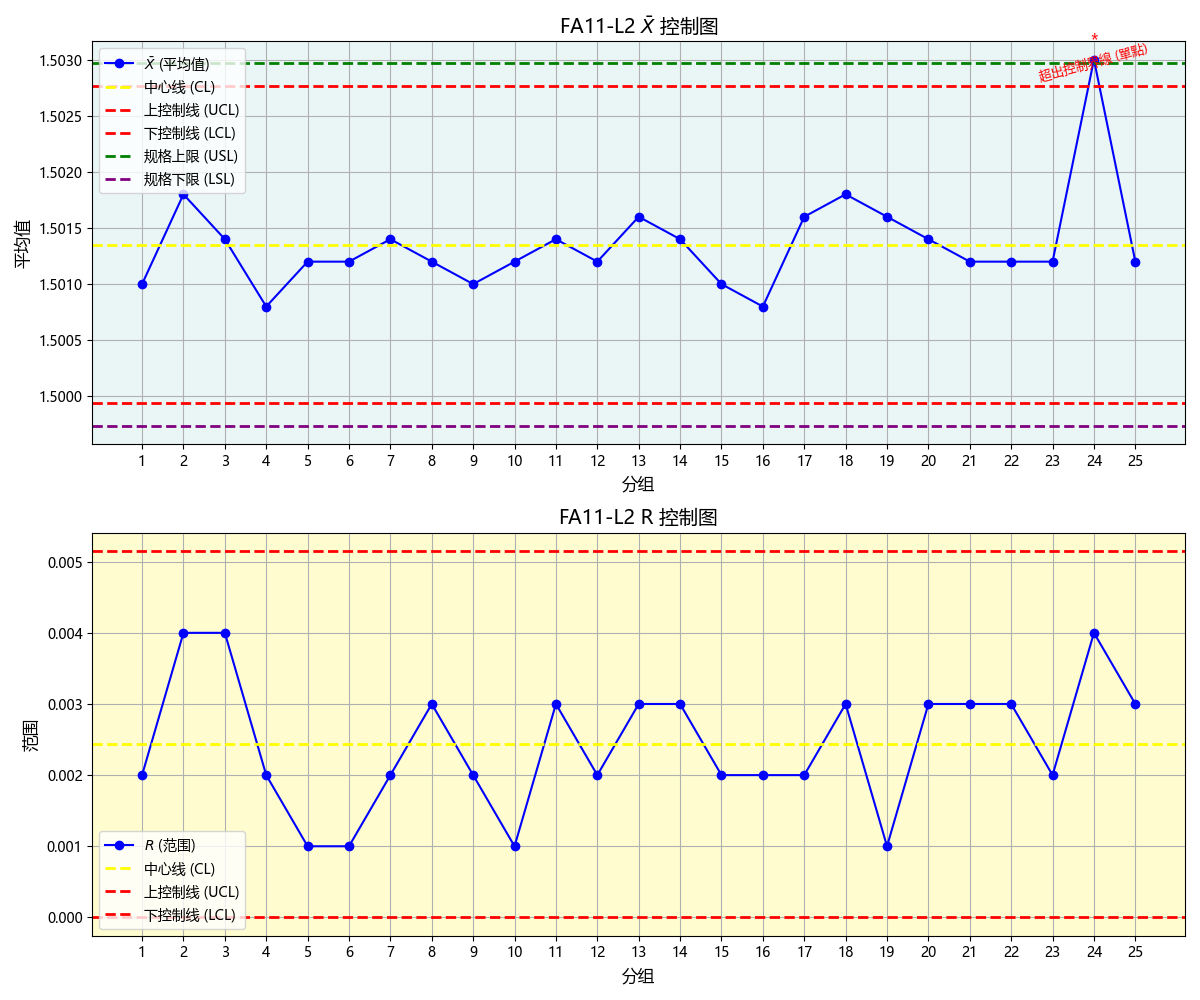 FA11-L2 X̄ 控制图
*
超出控制界線 (單點)
X̄ (平均值)
中心线 (CL)
上控制线 (UCL)
下控制线 (LCL)
规格上限 (USL)
规格下限 (LSL)
1.5030
1.5025
1.5020
1.5015
1.5010
1.5005
1.5000
平均值
1 2 3 4 5 6 7 8 9 10 11 12 13 14 15 16 17 18 19 20 21 22 23 24 25
分组
FA11-L2 R 控制图
0.005
0.004
0.003
0.002
0.001
0.000
范围
R (范围)
中心线 (CL)
上控制线 (UCL)
下控制线 (LCL)
1 2 3 4 5 6 7 8 9 10 11 12 13 14 15 16 17 18 19 20 21 22 23 24 25
分组